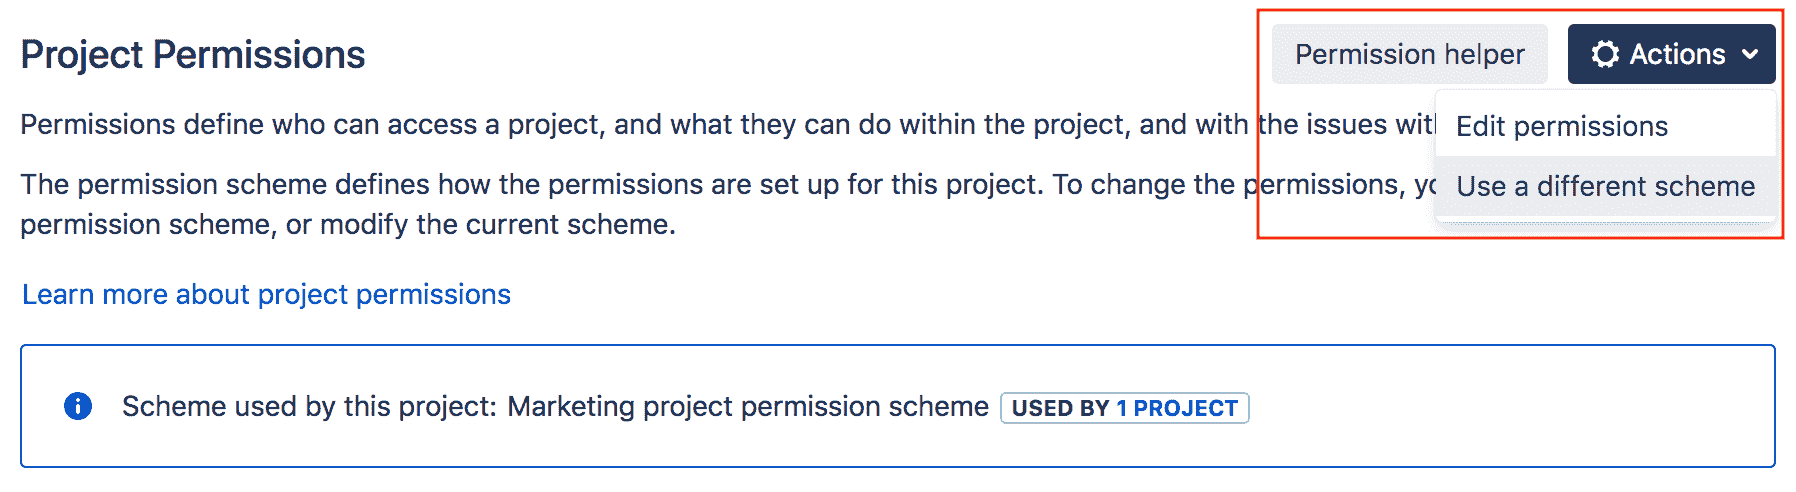 Project Permissions
Permission helper
Actions
Permissions define who can access a project, and what they can do within the project, and with the issues
Edit permissions
The permission scheme defines how the permissions are set up for this project. To change the permissions,
Use a different scheme
permission scheme, or modify the current scheme.
Learn more about project permissions
Scheme used by this project: Marketing project permission scheme USED BY 1 PROJECT